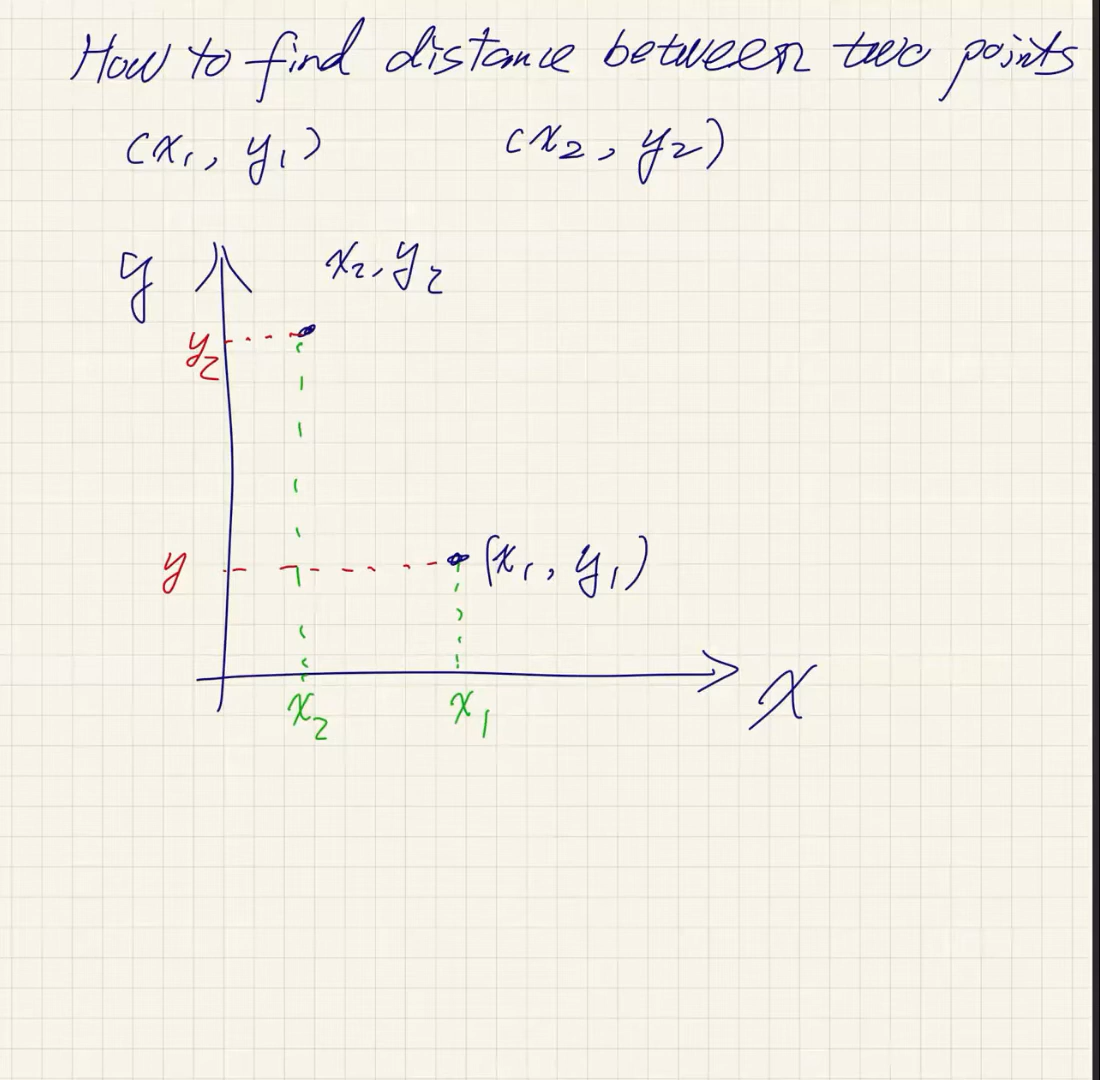 How to find distance between two points
(x₁, y₁) (x₂, y₂)
y x₂, y₂
y₂
y (x₁, y₁)
x₂ x₁ x